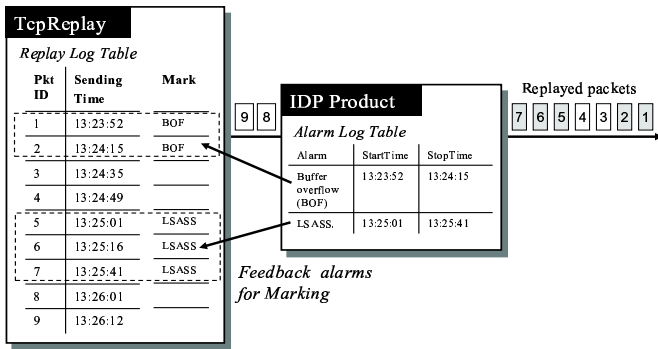 TcpReplay
Replay Log Table
Pkt ID Sending Time Mark
1 13:23:52 BOF
2 13:24:15 BOF
3 13:24:35
4 13:24:49
5 13:25:01 LSASS
6 13:25:16 LSASS
7 13:25:41 LSASS
8 13:26:01
9 13:26:12
9 8
IDP Product
Alarm Log Table
Alarm StartTime StopTime
Buffer overflow (BOF) 13:23:52 13:24:15
LSASS. 13:25:01 13:25:41
Feedback alarms
for Marking
Replayed packets
7 6 5 4 3 2 1